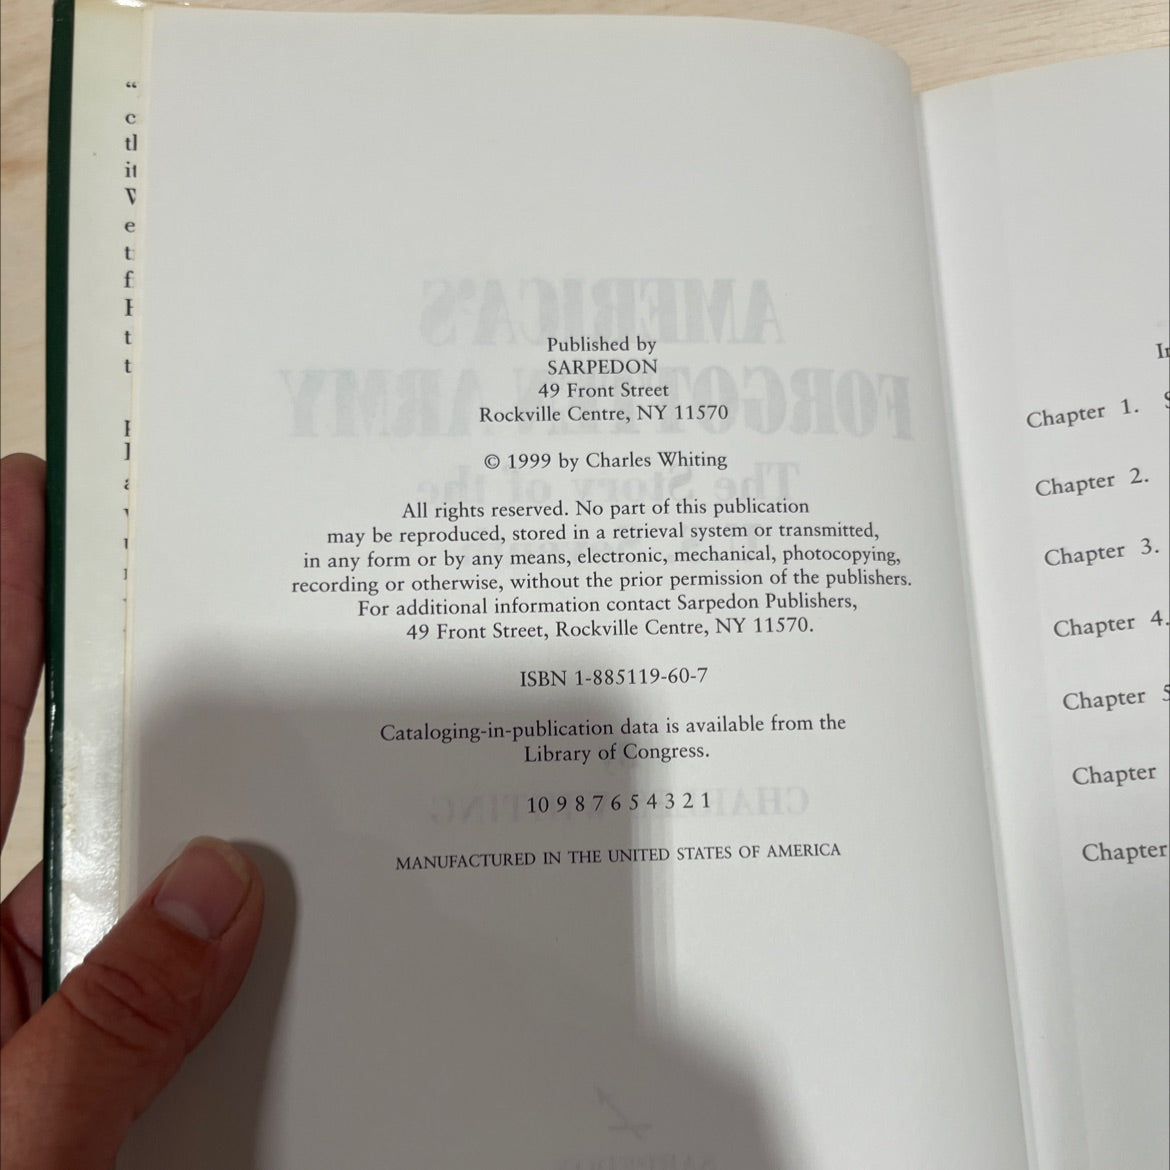 Published by
SARPEDON
49 Front Street
Rockville Centre, NY 11570
© 1999 by Charles Whiting
All rights reserved. No part of this publication
may be reproduced, stored in a retrieval system or transmitted,
in any form or by any means, electronic, mechanical, photocopying,
recording or otherwise, without the prior permission of the publishers.
For additional information contact Sarpedon Publishers,
49 Front Street, Rockville Centre, NY 11570.
ISBN 1-885119-60-7
Cataloging-in-publication data is available from the
Library of Congress.
10 9 8 7 6 5 4 3 2 1
MANUFACTURED IN THE UNITED STATES OF AMERICA
Chapter 1.
Chapter 2.
Chapter 3.
Chapter 4.
Chapter 5
Chapter
Chapter